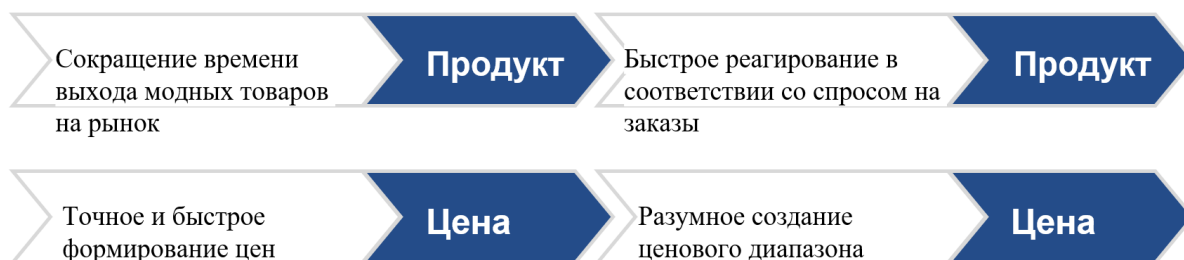 Сокращение времени
выхода модных товаров
на рынок
Продукт
Быстрое реагирование в
соответствии со спросом на
заказы
Продукт
Точное и быстрое
формирование цен
Цена
Разумное создание
ценового диапазона
Цена